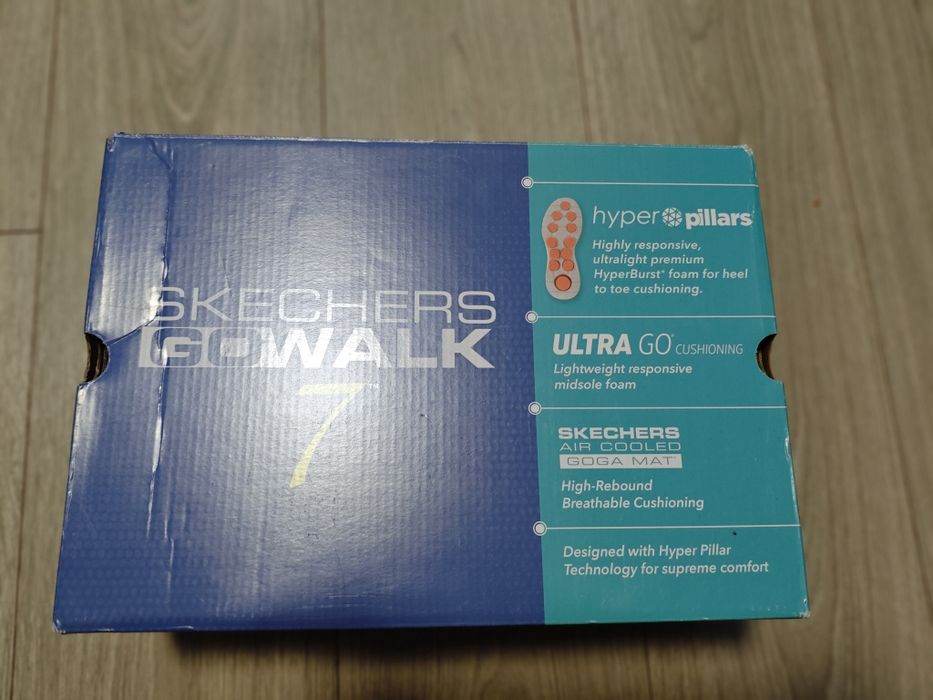 SKECHERS
GOWALK
7™
hyper pillars
Highly responsive,
ultralight premium
HyperBurst® foam for heel
to toe cushioning.
ULTRA GO® CUSHIONING
Lightweight responsive
midsole foam
SKECHERS
AIR COOLED
GOGA MAT
High-Rebound
Breathable Cushioning
Designed with Hyper Pillar
Technology for supreme comfort